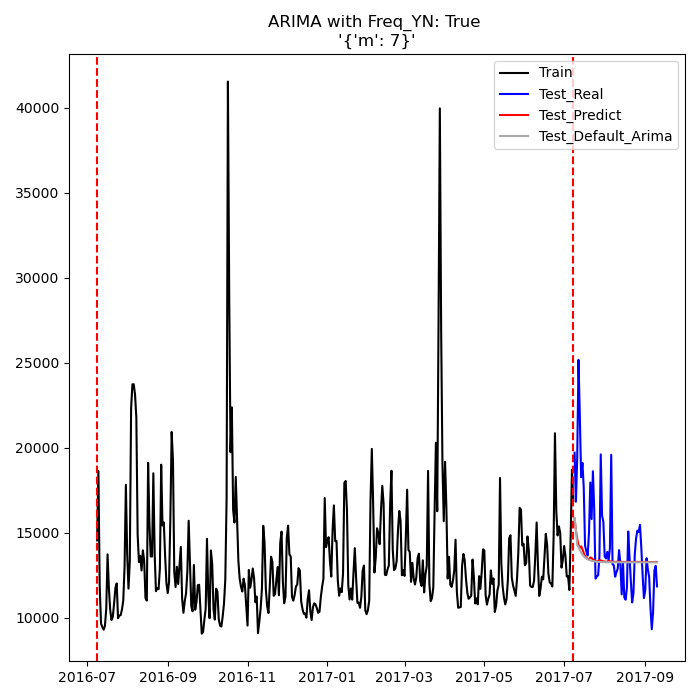 ARIMA with Freq_YN: True
'{'m': 7}'
Train
Test_Real
Test_Predict
Test_Default_Arima
40000
35000
30000
25000
20000
15000
10000
2016-07 2016-09 2016-11 2017-01 2017-03 2017-05 2017-07 2017-09